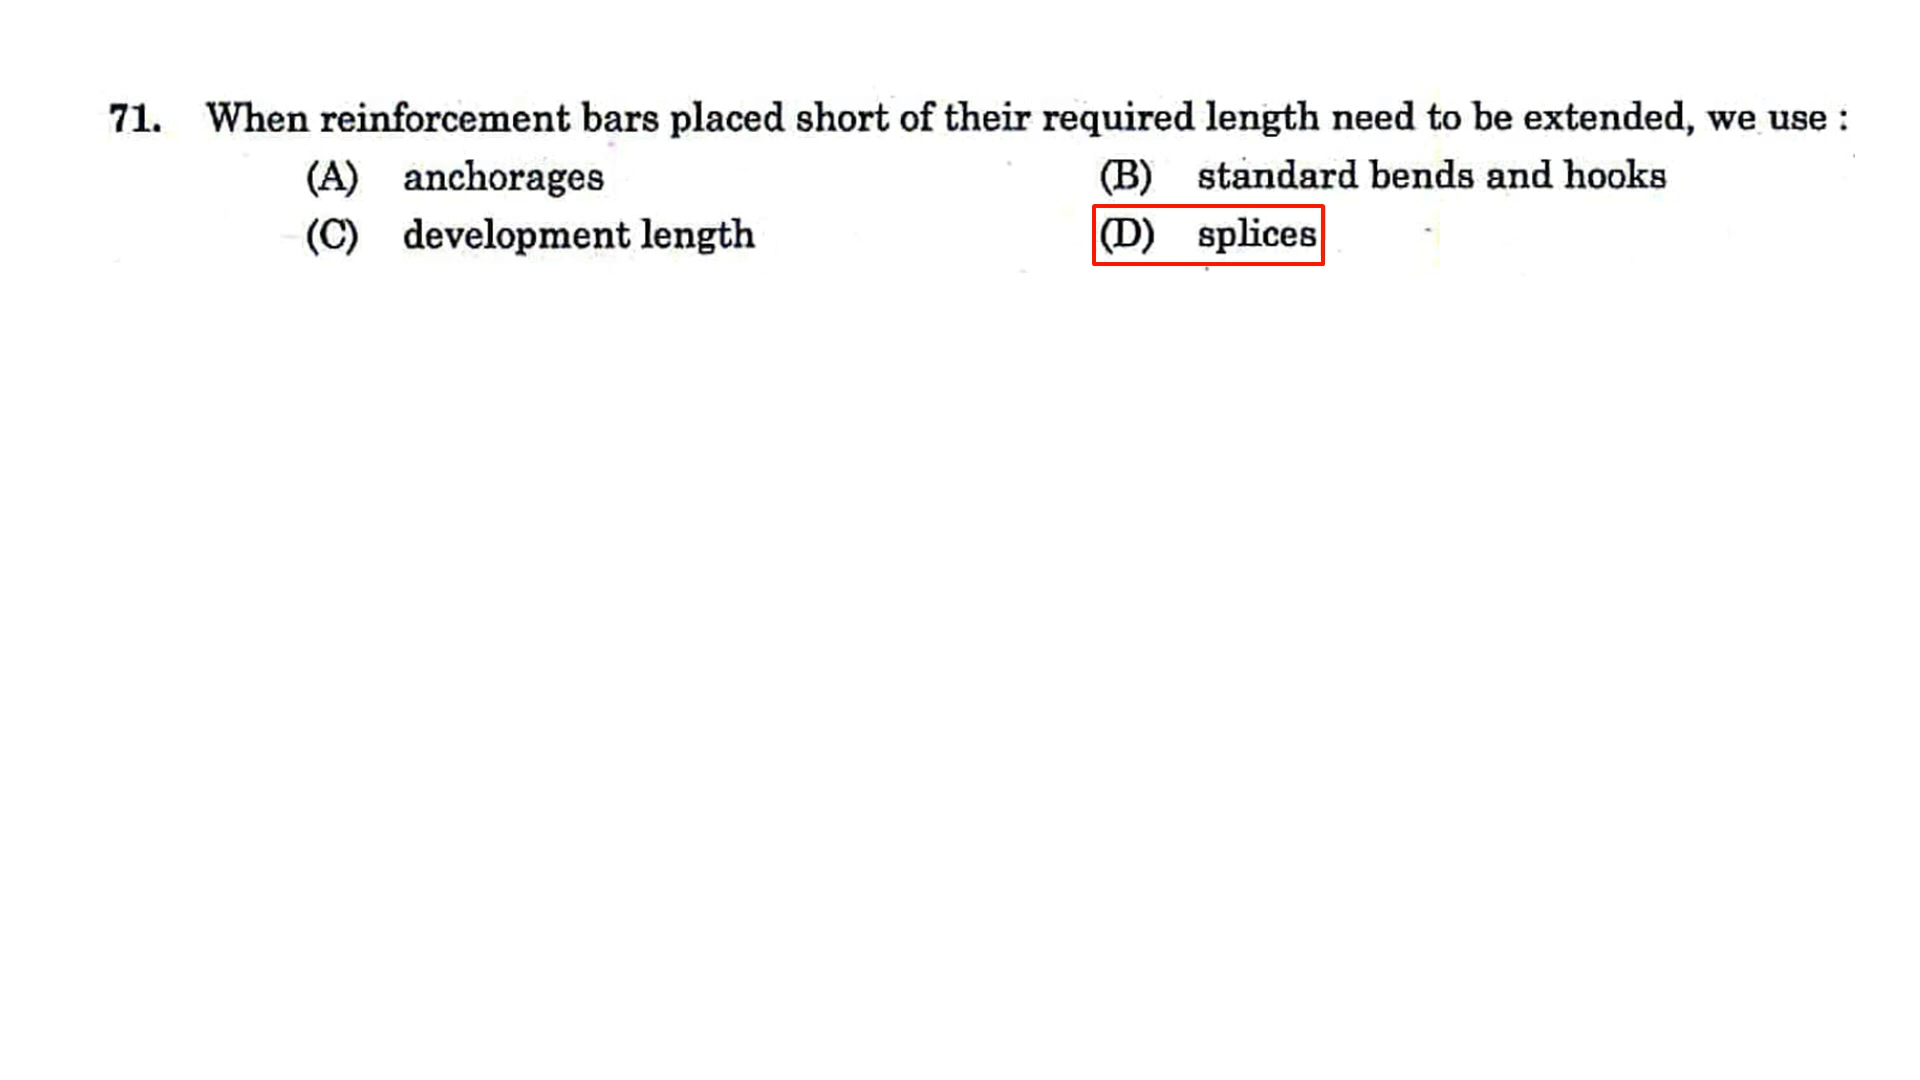 71. When reinforcement bars placed short of their required length need to be extended, we use :
(A) anchorages (B) standard bends and hooks
(C) development length (D) splices